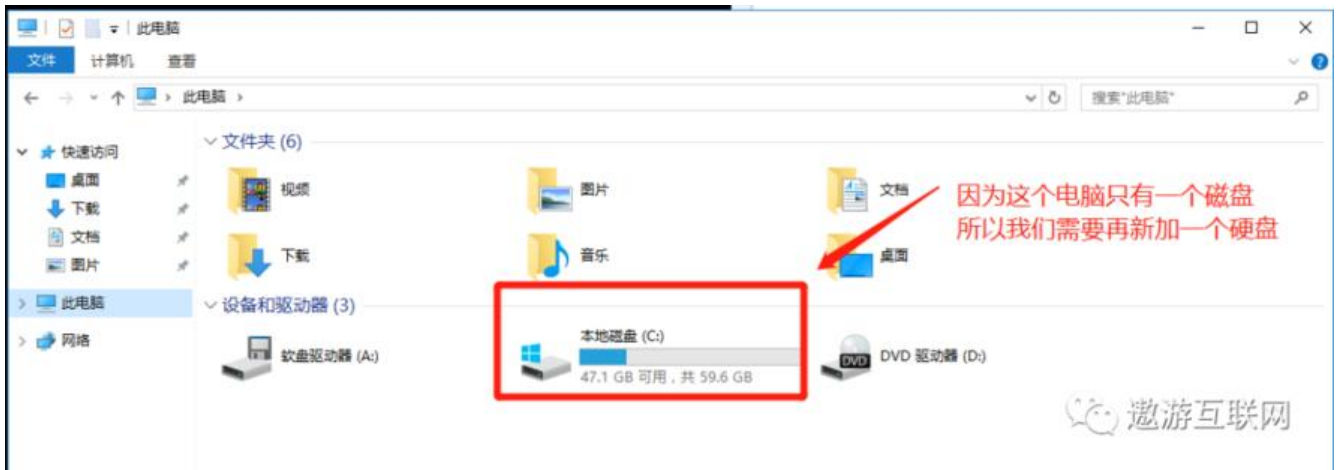 此电脑
文件 计算机 查看
此电脑
搜索"此电脑"
快速访问
桌面
下载
文档
图片
此电脑
网络
文件夹 (6)
视频 图片 文档
下载 音乐 桌面
因为这个电脑只有一个磁盘
所以我们需要再新加一个硬盘
设备和驱动器 (3)
软盘驱动器 (A:)
本地磁盘 (C:)
47.1 GB 可用，共 59.6 GB
DVD
DVD 驱动器 (D:)
遨游互联网